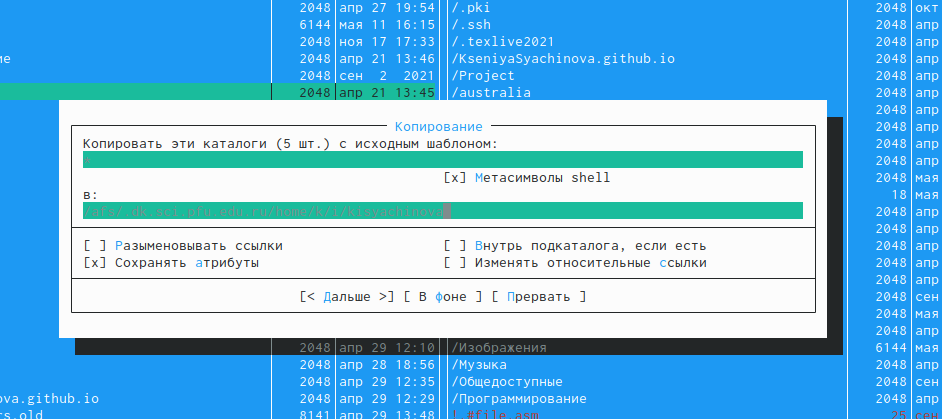 2048 апр 27 19:54 /.pki 2048 окт
6144 мая 11 16:15 /.ssh 2048 апр
2048 ноя 17 17:33 /.texlive2021 2048 апр
ие 2048 апр 21 13:46 /KseniyaSyachinova.github.io 2048 апр
2048 сен 2 2021 /Project 2048 апр
2048 апр 21 13:45 /australia 2048 апр
2048 апр
Копирование 2048 апр
Копировать эти каталоги (5 шт.) с исходным шаблоном: 2048 апр
2048 апр
[x] Метасимволы shell 2048 мая
в: 18 мая
2048 апр
2048 апр
[ ] Разыменовывать ссылки [ ] Внутрь подкаталога, если есть 2048 апр
[x] Сохранять атрибуты [ ] Изменять относительные ссылки 2048 апр
2048 апр
[< Дальше >] [ В фоне ] [ Прервать ] 2048 сен
2048 мая
2048 апр
2048 апр 29 12:10 /Изображения 6144 мая
2048 апр 28 18:56 /Музыка 2048 апр
2048 апр 29 12:35 /Общедоступные 2048 сен
ova.github.io 2048 апр 29 12:29 /Программирование 2048 апр
rs.old 8141 апр 29 13:48 !.#file.asm 25 сен